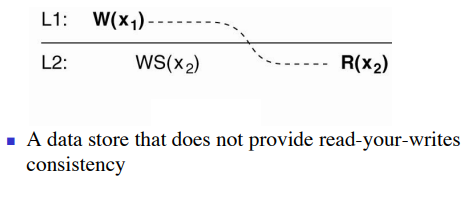 L1: W(x₁)
L2: WS(x₂) R(x₂)
▪ A data store that does not provide read-your-writes
consistency